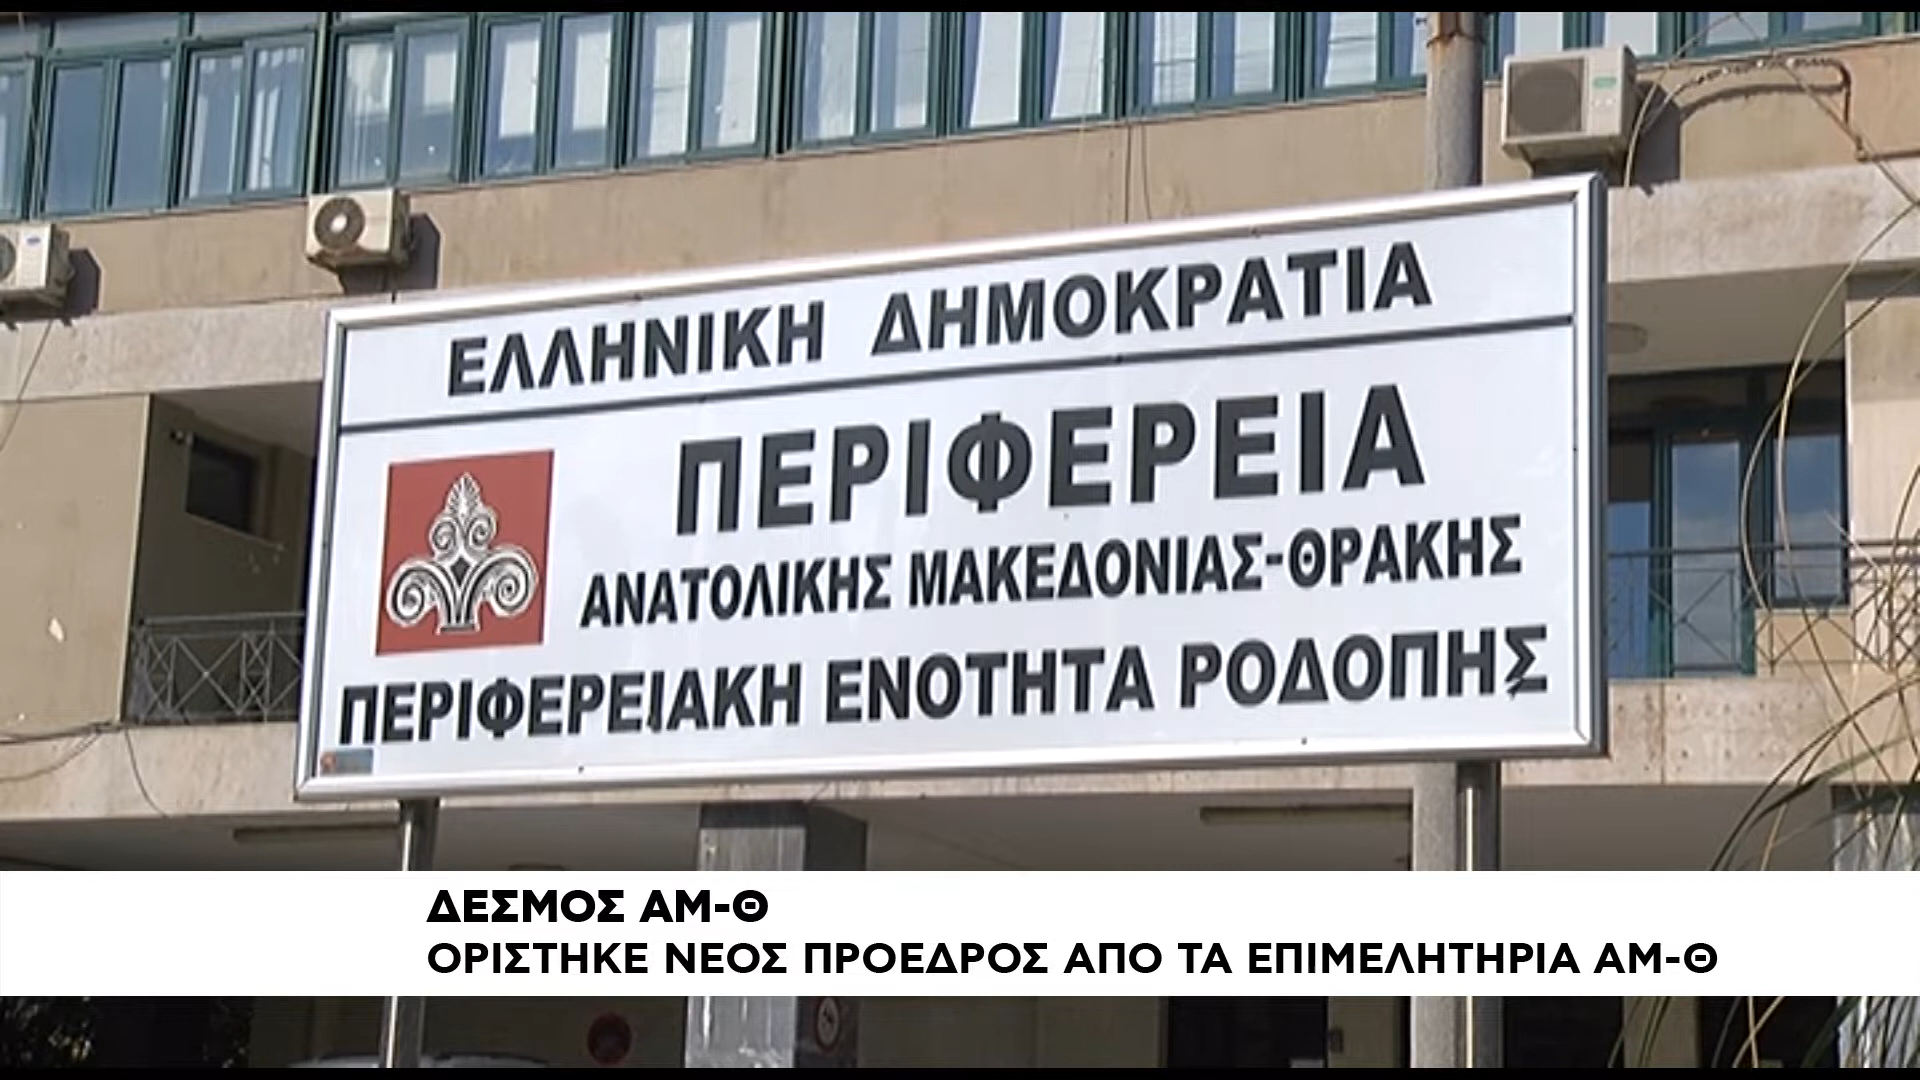 ΕΛΛΗΝΙΚΗ ΔΗΜΟΚΡΑΤΙΑ
ΠΕΡΙΦΕΡΕΙΑ
ΑΝΑΤΟΛΙΚΗΣ ΜΑΚΕΔΟΝΙΑΣ-ΘΡΑΚΗΣ
ΠΕΡΙΦΕΡΕΙΑΚΗ ΕΝΟΤΗΤΑ ΡΟΔΟΠΗΣ
ΔΕΣΜΟΣ ΑΜ-Θ
ΟΡΙΣΤΗΚΕ ΝΕΟΣ ΠΡΟΕΔΡΟΣ ΑΠΟ ΤΑ ΕΠΙΜΕΛΗΤΗΡΙΑ ΑΜ-Θ